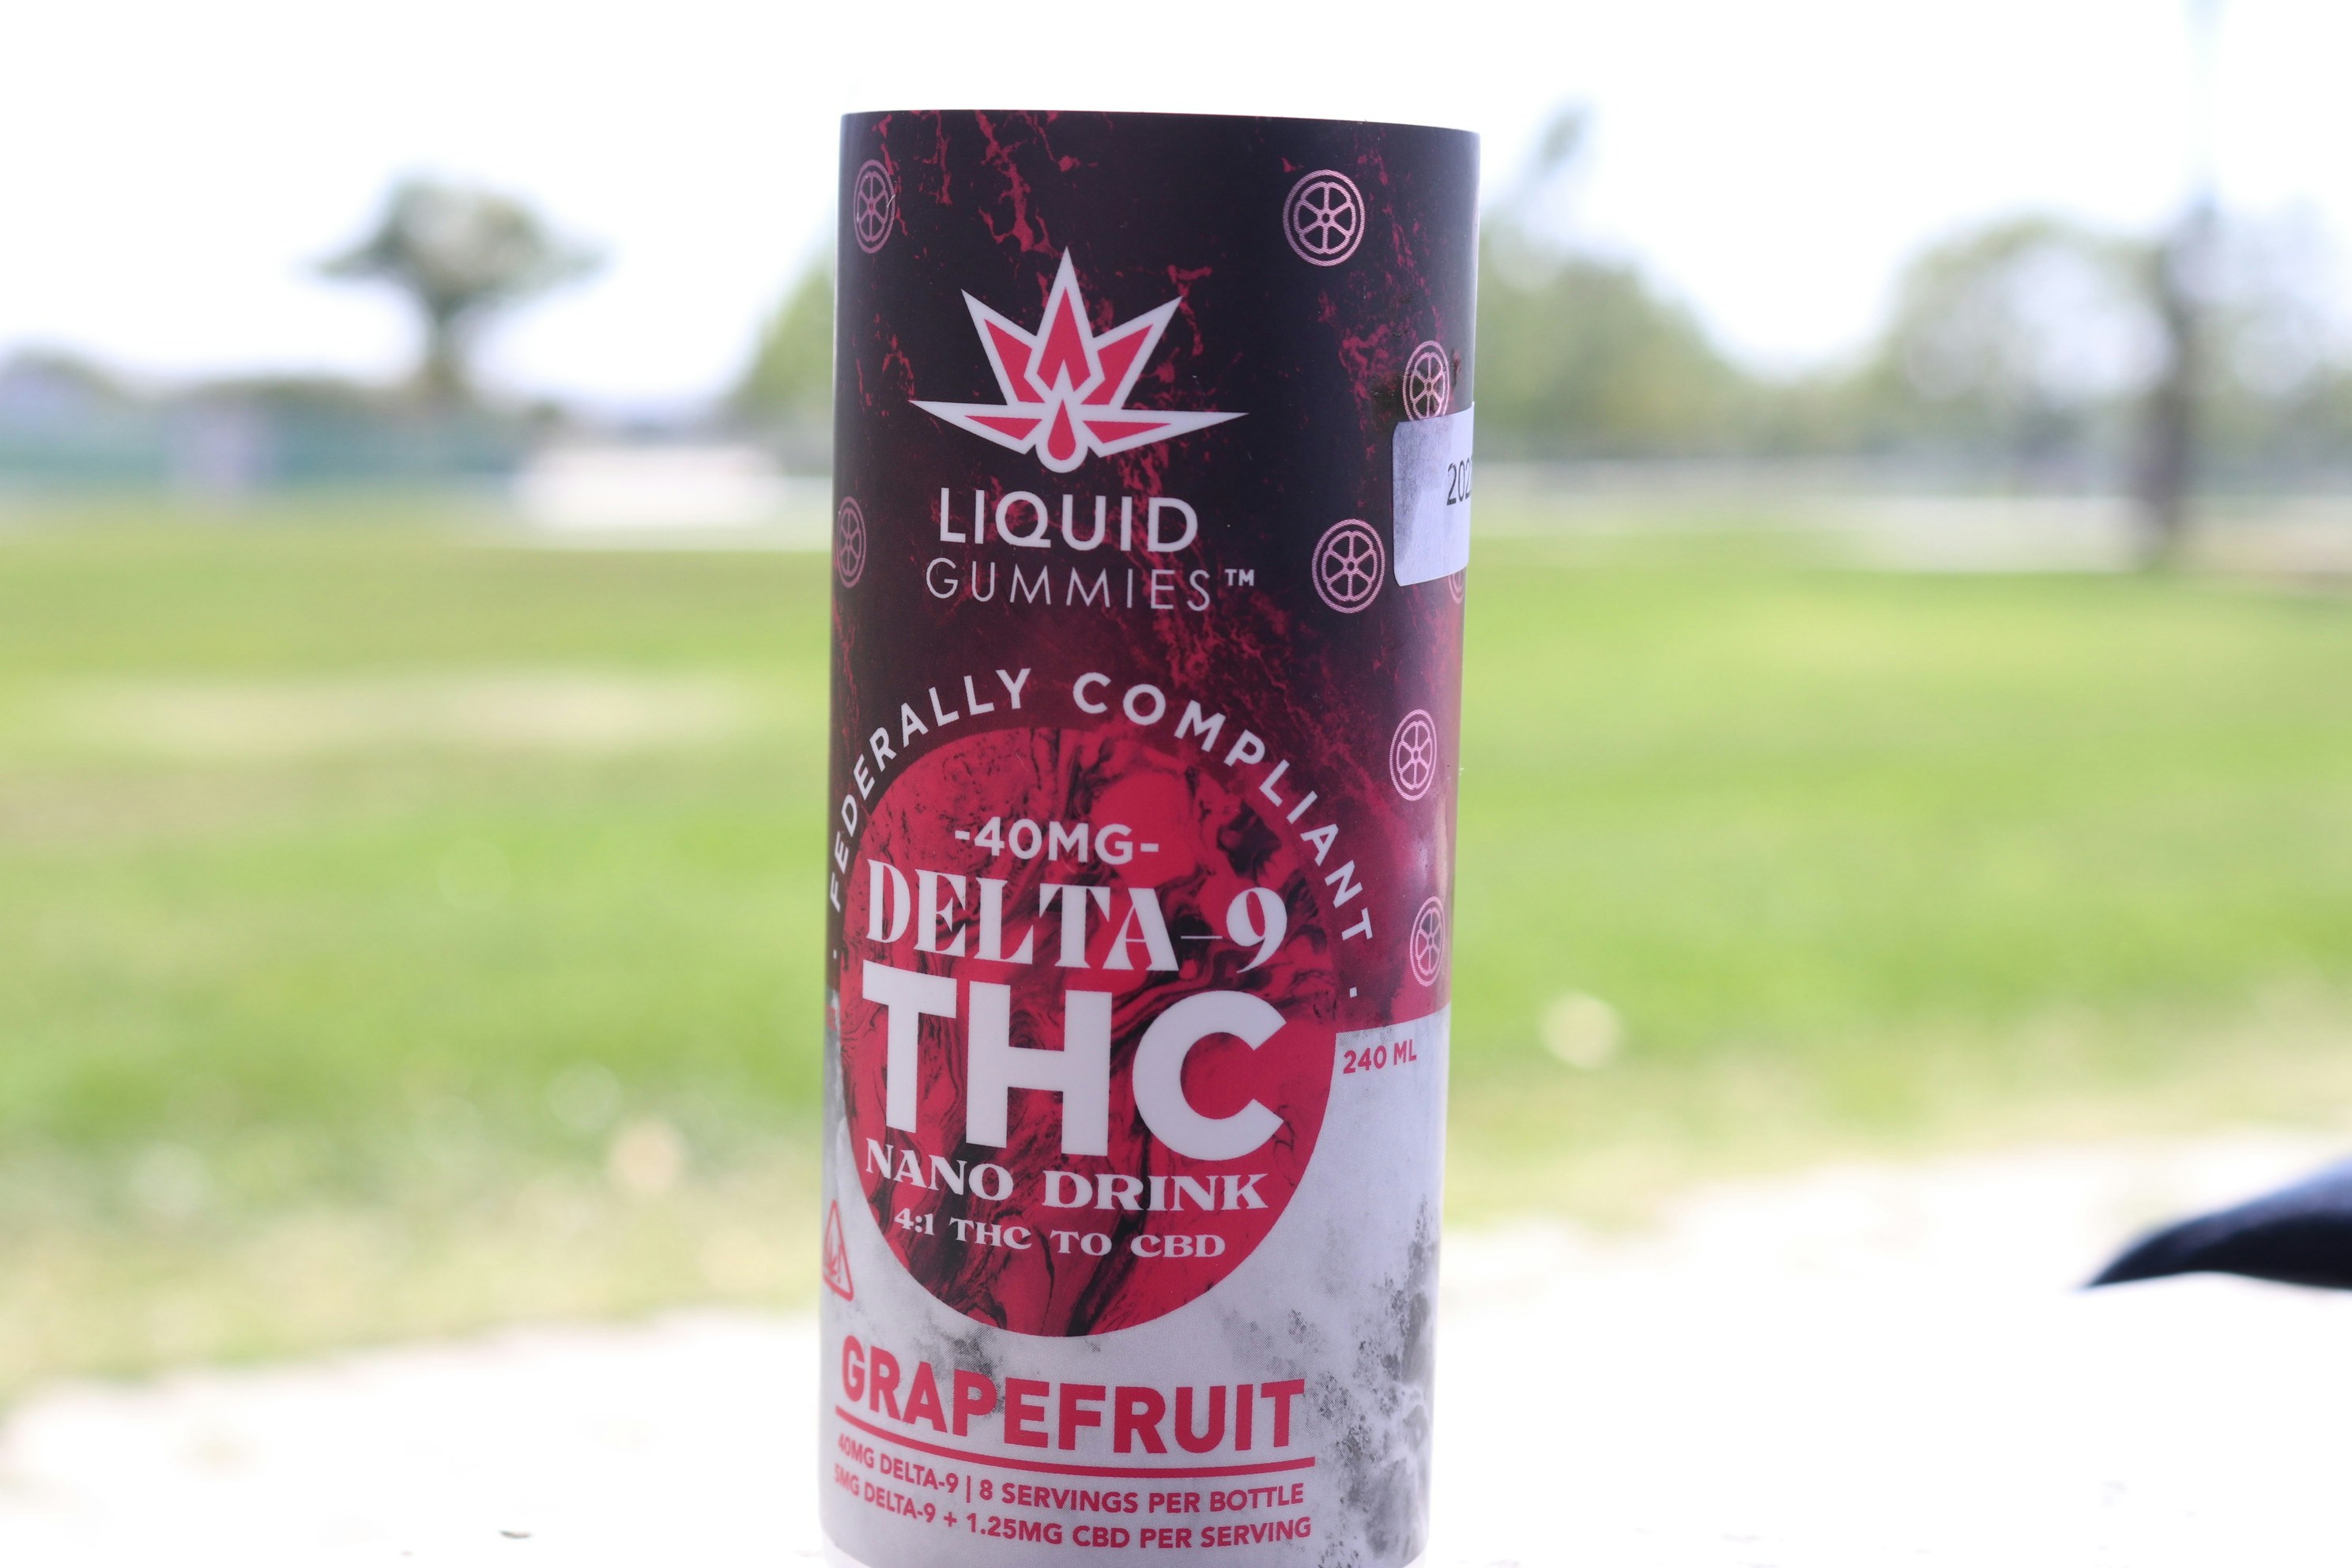 LIQUID
GUMMIES™
· FEDERALLY COMPLIANT ·
-40MG-
DELTA-9
THC
NANO DRINK
4:1 THC TO CBD
240 ML
GRAPEFRUIT
40MG DELTA-9 | 8 SERVINGS PER BOTTLE
5MG DELTA-9 + 1.25MG CBD PER SERVING